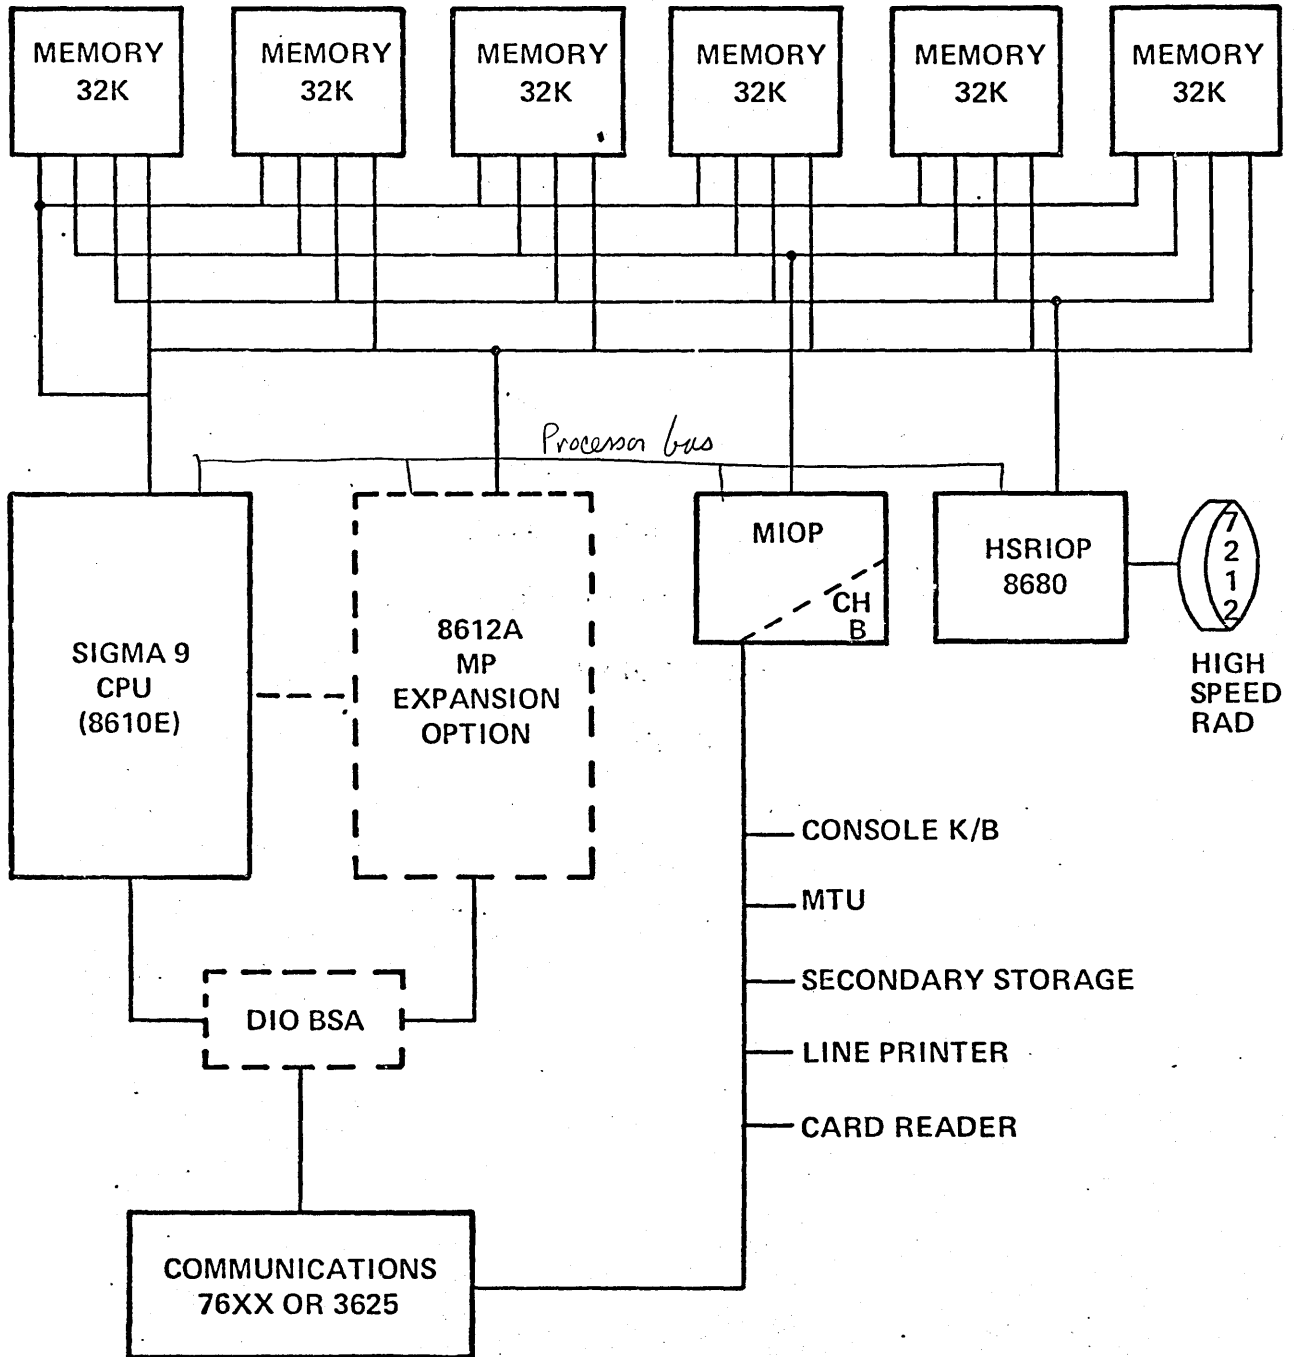 MEMORY
32K
MEMORY
32K
MEMORY
32K
MEMORY
32K
MEMORY
32K
MEMORY
32K
Processor bus
SIGMA 9
CPU
(8610E)
8612A
MP
EXPANSION
OPTION
MIOP
CH
B
HSRIOP
8680
7
2
1
2
HIGH
SPEED
RAD
CONSOLE K/B
MTU
SECONDARY STORAGE
LINE PRINTER
CARD READER
DIO BSA
COMMUNICATIONS
76XX OR 3625